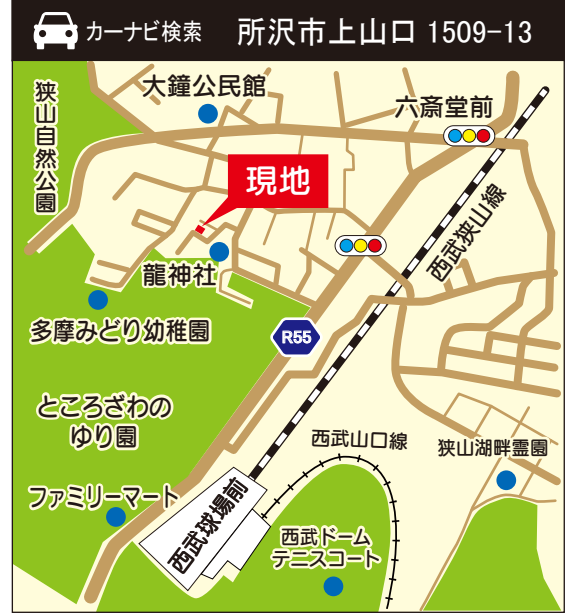 カーナビ検索 所沢市上山口 1509-13
大鐘公民館
狭山自然公園
六斎堂前
現地
西武狭山線
龍神社
多摩みどり幼稚園
R55
ところざわの
ゆり園
西武山口線
狭山湖畔霊園
ファミリーマート
西武球場前
西武ドーム
テニスコート